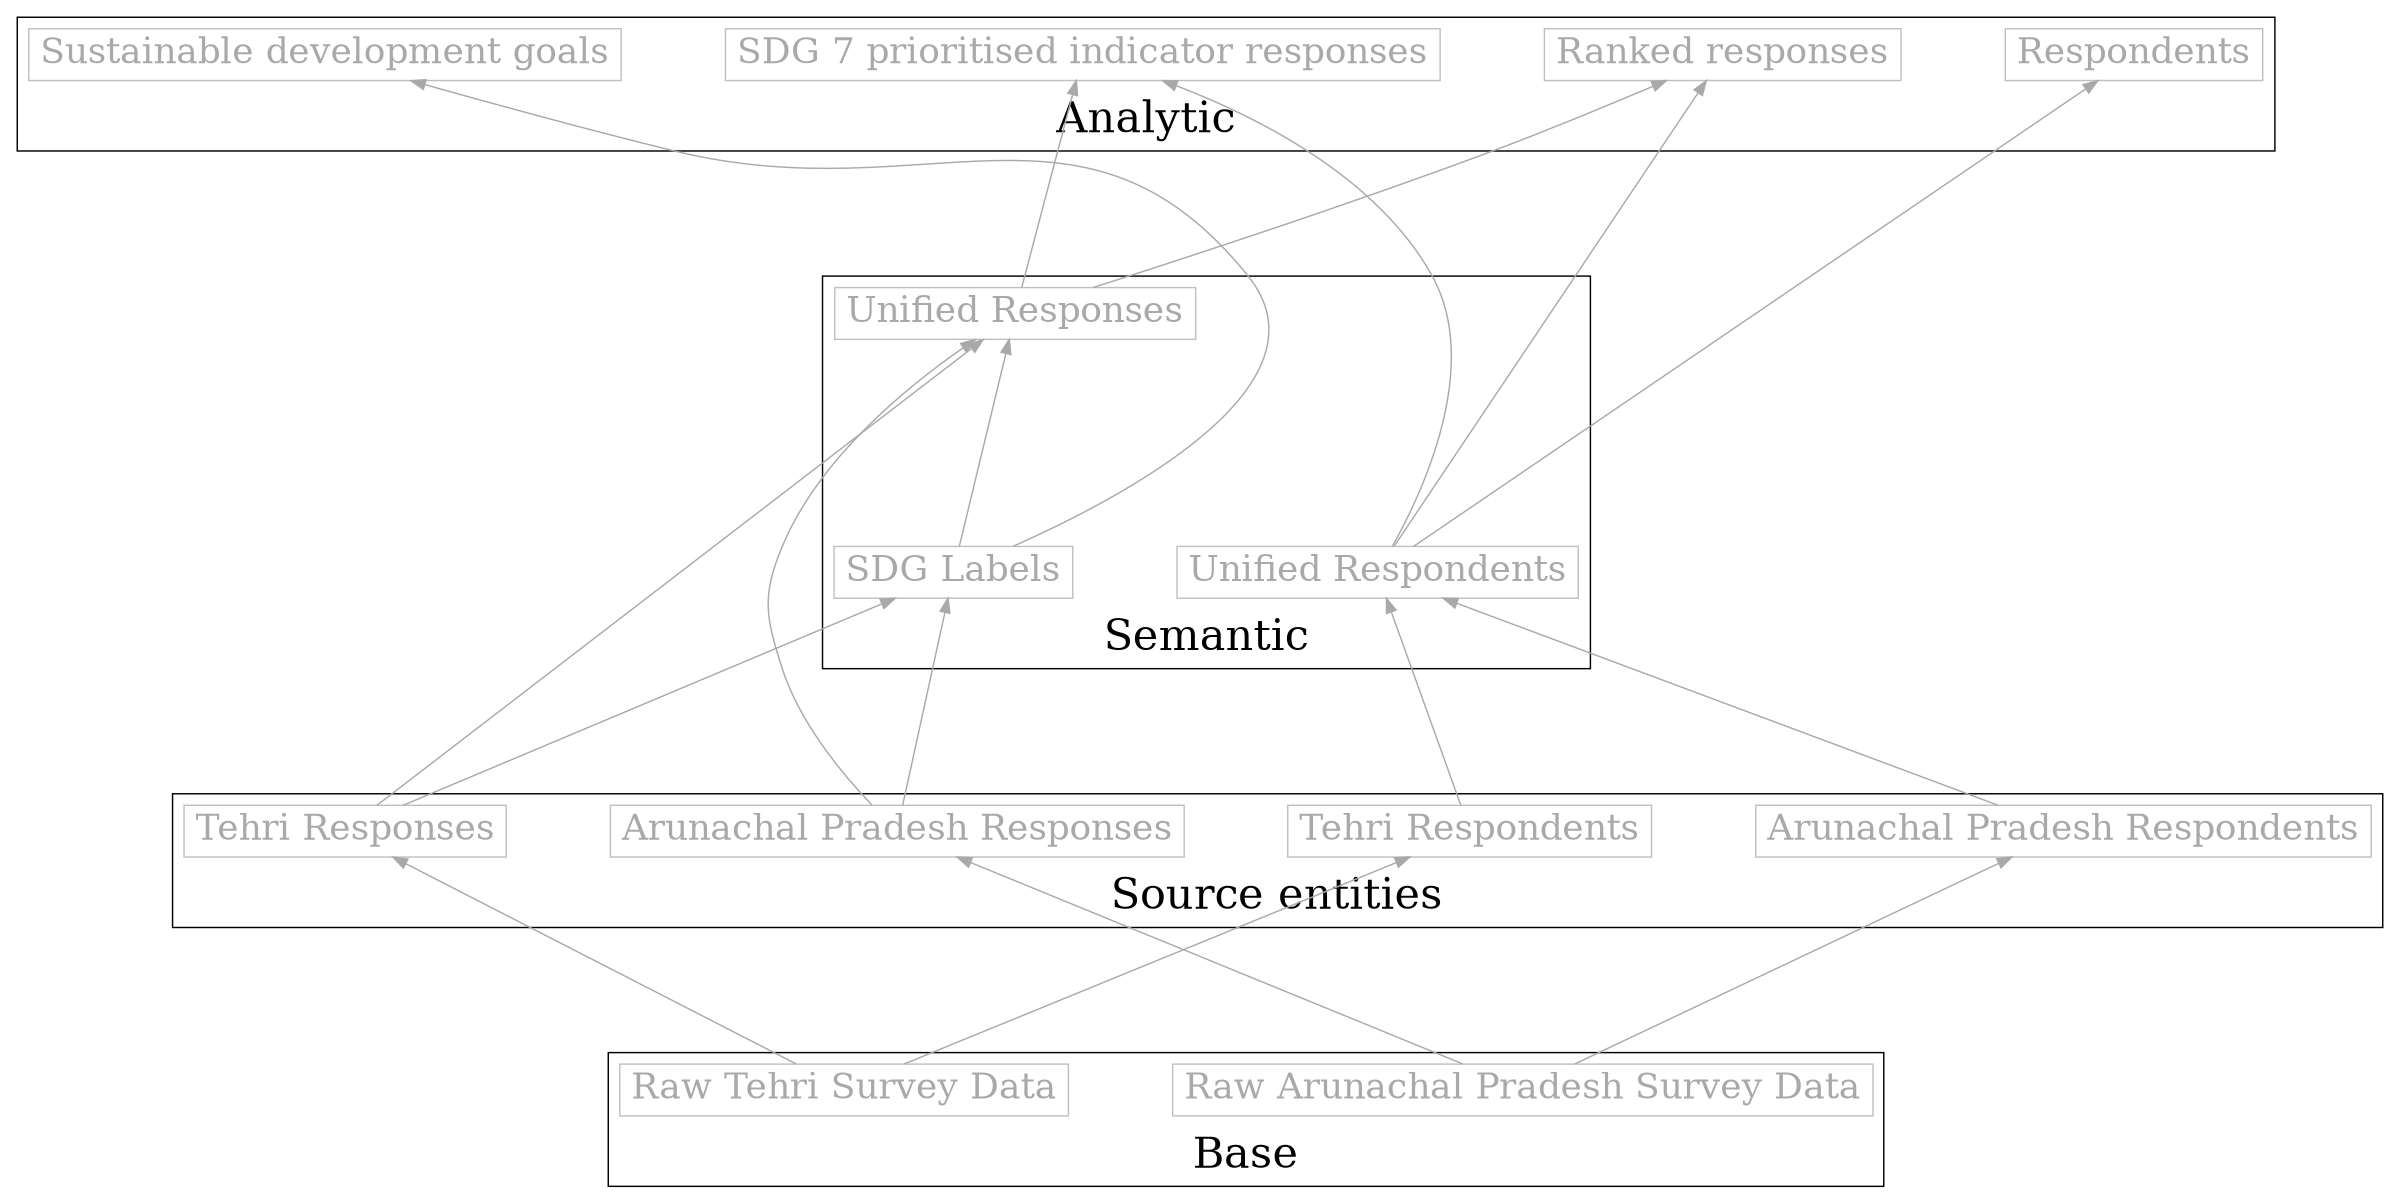 Sustainable development goals
SDG 7 prioritised indicator responses
Ranked responses
Respondents
Analytic
Unified Responses
SDG Labels
Unified Respondents
Semantic
Tehri Responses
Arunachal Pradesh Responses
Tehri Respondents
Arunachal Pradesh Respondents
Source entities
Raw Tehri Survey Data
Raw Arunachal Pradesh Survey Data
Base